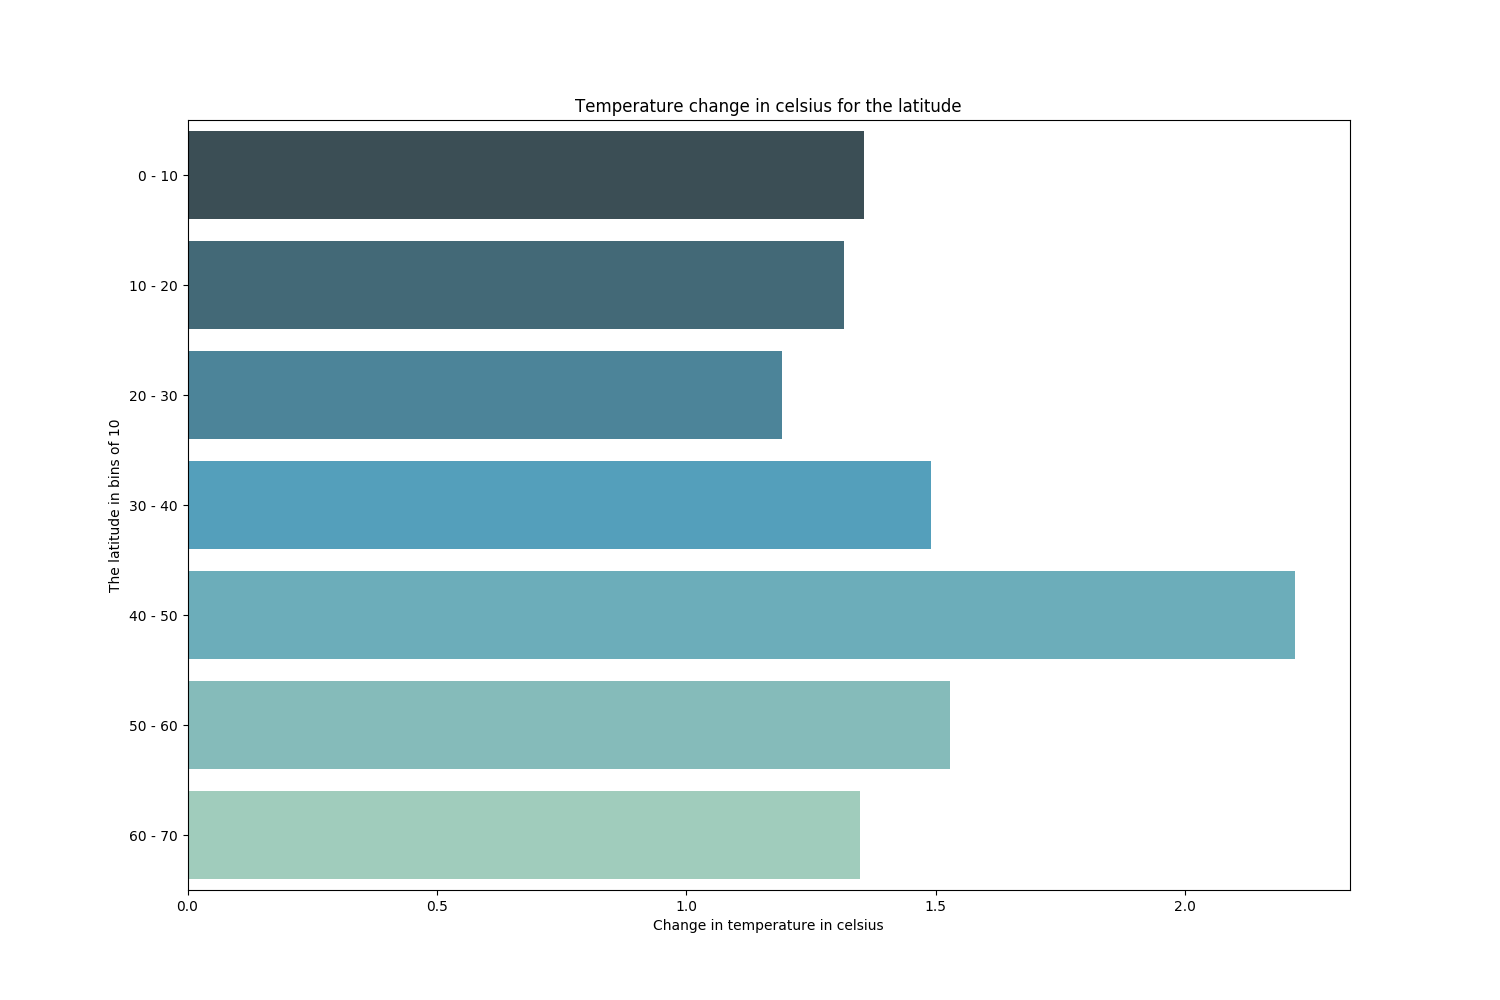 Temperature change in celsius for the latitude
The latitude in bins of 10
0 - 10
10 - 20
20 - 30
30 - 40
40 - 50
50 - 60
60 - 70
0.0 0.5 1.0 1.5 2.0
Change in temperature in celsius